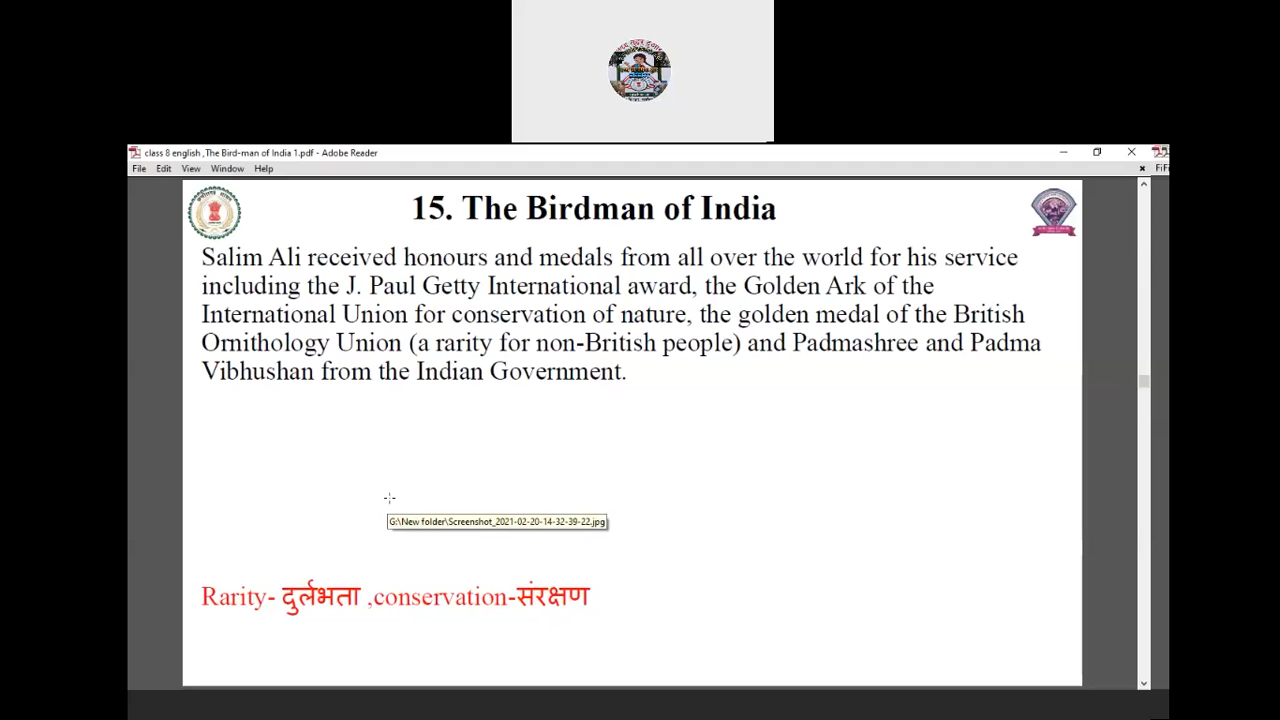 class 8 english ,The Bird-man of India 1.pdf - Adobe Reader
File Edit View Window Help
FiFi
15. The Birdman of India
Salim Ali received honours and medals from all over the world for his service
including the J. Paul Getty International award, the Golden Ark of the
International Union for conservation of nature, the golden medal of the British
Ornithology Union (a rarity for non-British people) and Padmashree and Padma
Vibhushan from the Indian Government.
G:\New folder\Screenshot_2021-02-20-14-32-39-22.jpg
Rarity- दुर्लभता ,conservation-संरक्षण